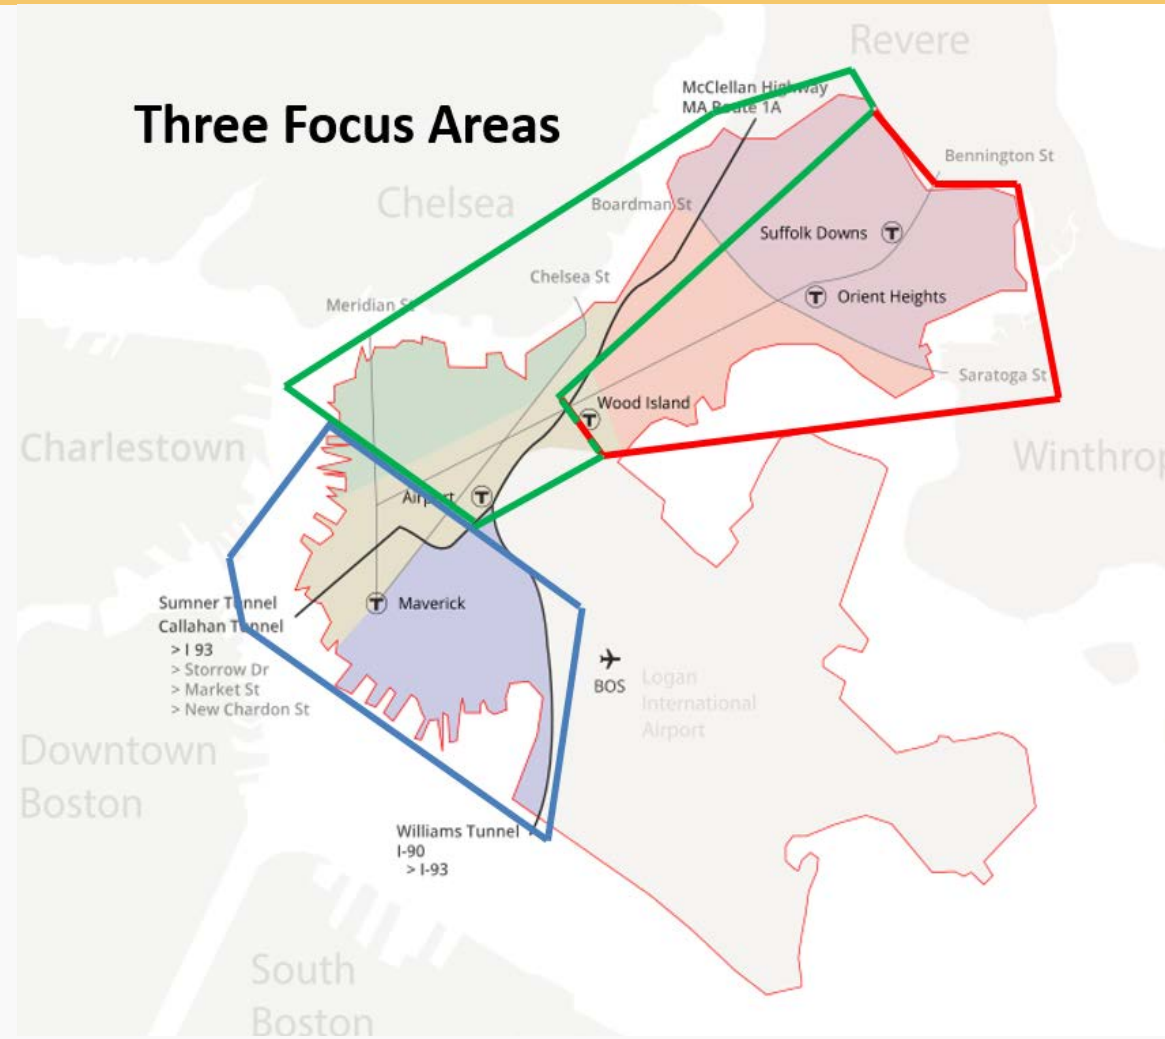 Revere
McClellan Highway
MA Route 1A
Three Focus Areas
Bennington St
Chelsea
Boardman St
Suffolk Downs
T
Chelsea St
T
Orient Heights
Meridian St
Saratoga St
Wood Island
T
Charlestown
Winthrop
Airport
T
Sumner Tunnel
T
Maverick
Callahan Tunnel
> I 93
> Storrow Dr
> Market St
> New Chardon St
BOS
Logan
International
Airport
Downtown
Boston
Williams Tunnel
I-90
> I-93
South
Boston